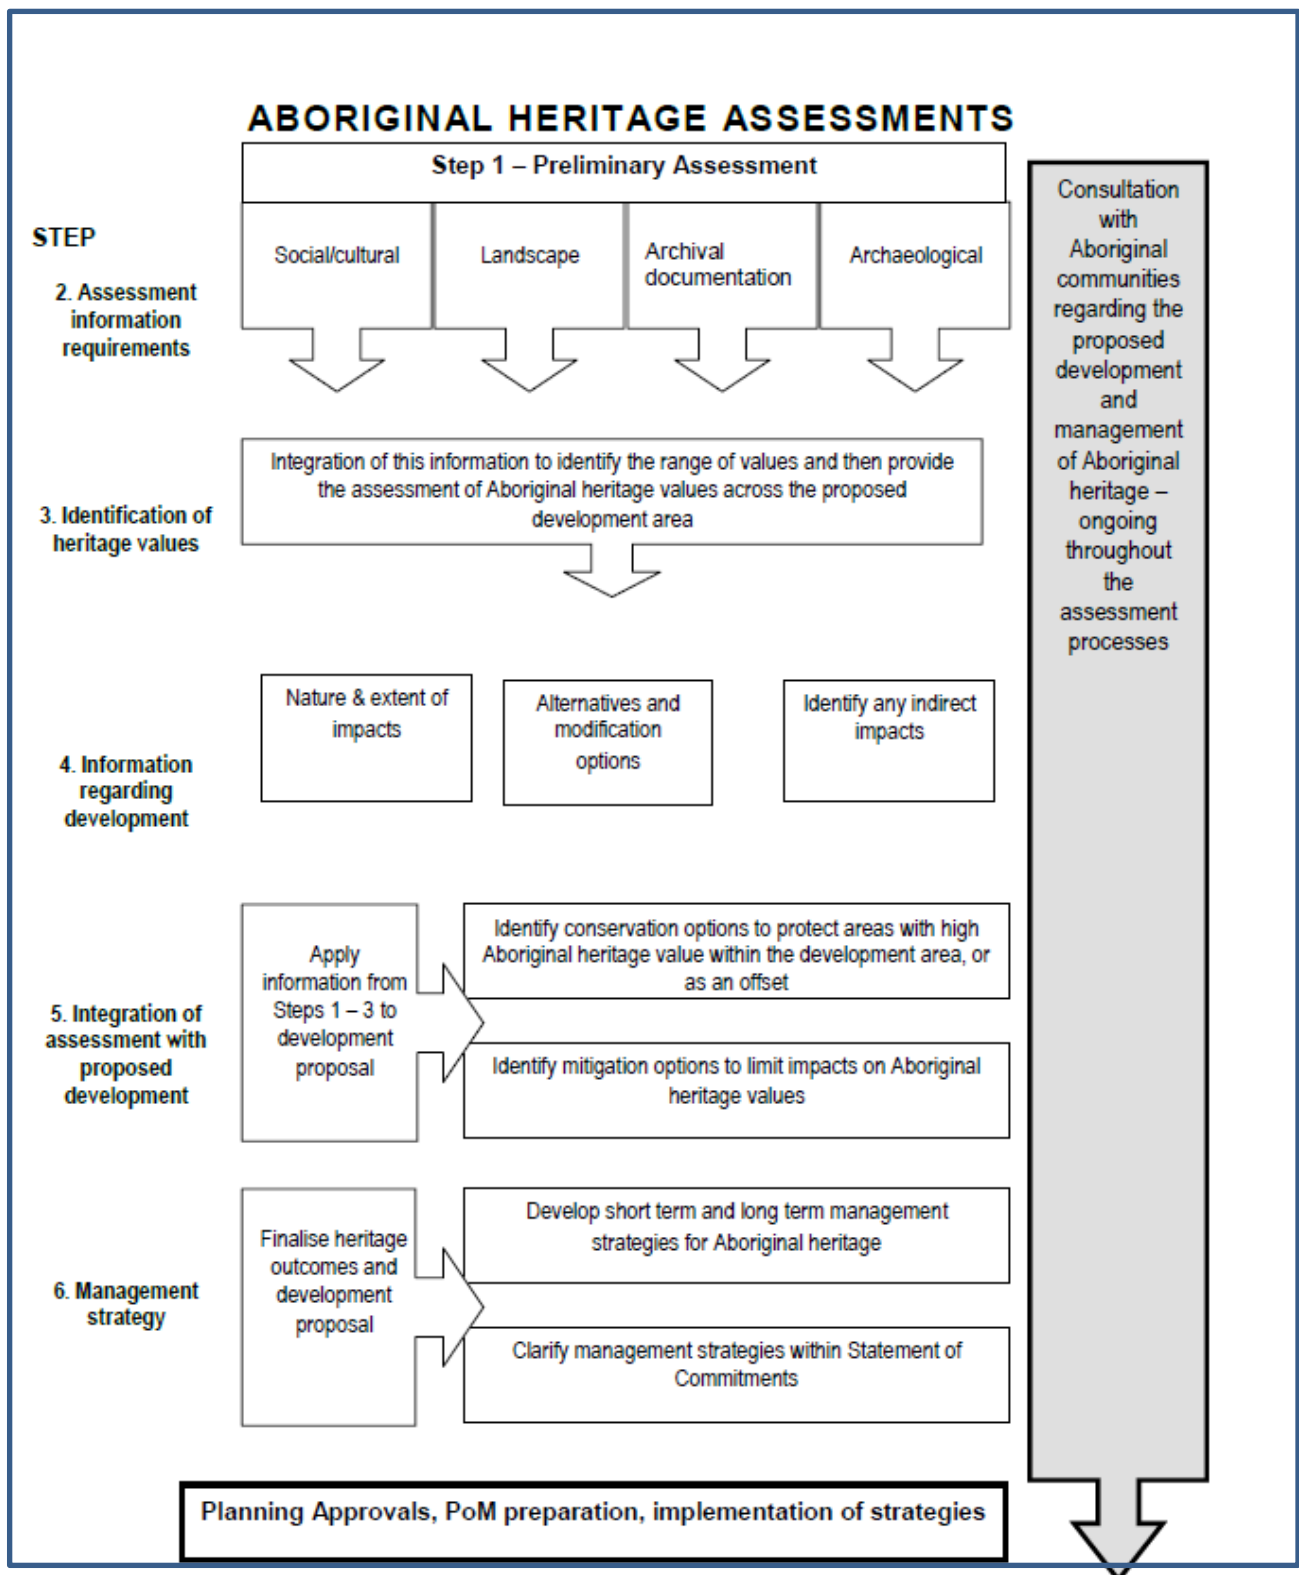 ABORIGINAL HERITAGE ASSESSMENTS
Step 1 – Preliminary Assessment
STEP
2. Assessment
information
requirements
Social/cultural
Landscape
Archival
documentation
Archaeological
3. Identification of
heritage values
Integration of this information to identify the range of values and then provide
the assessment of Aboriginal heritage values across the proposed
development area
4. Information
regarding
development
Nature & extent of
impacts
Alternatives and
modification
options
Identify any indirect
impacts
5. Integration of
assessment with
proposed
development
Apply
information from
Steps 1 – 3 to
development
proposal
Identify conservation options to protect areas with high
Aboriginal heritage value within the development area, or
as an offset
Identify mitigation options to limit impacts on Aboriginal
heritage values
6. Management
strategy
Finalise heritage
outcomes and
development
proposal
Develop short term and long term management
strategies for Aboriginal heritage
Clarify management strategies within Statement of
Commitments
Planning Approvals, PoM preparation, implementation of strategies
Consultation
with
Aboriginal
communities
regarding the
proposed
development
and
management
of Aboriginal
heritage –
ongoing
throughout
the
assessment
processes